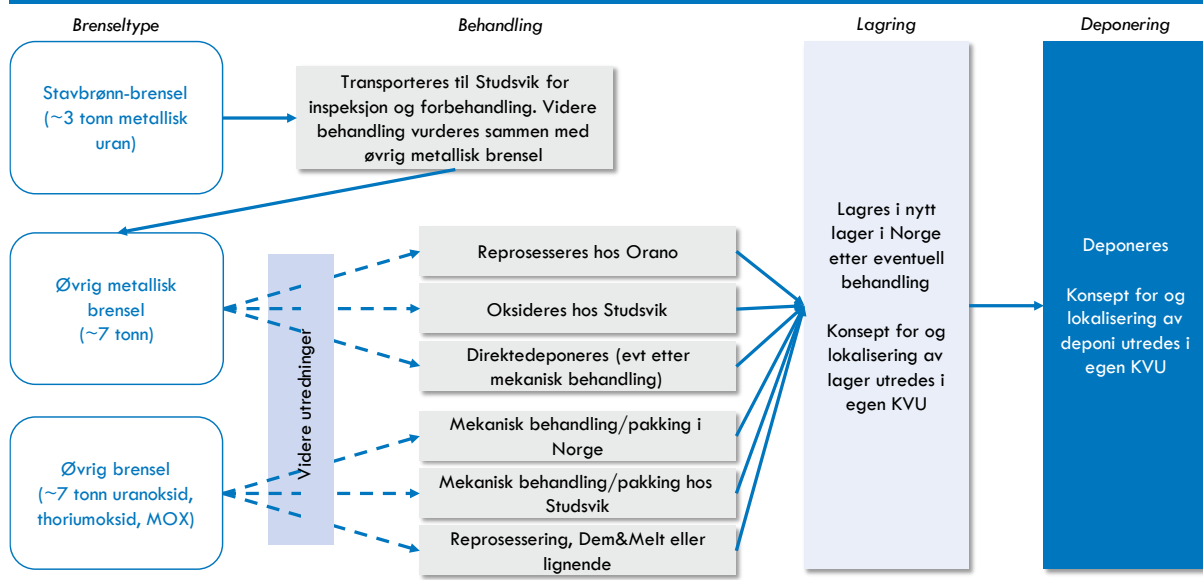 Brenseltype
Behandling
Lagring
Deponering
Stavbrønn-brensel
(~3 tonn metallisk
uran)
Transporteres til Studsvik for
inspeksjon og forbehandling. Videre
behandling vurderes sammen med
øvrig metallisk brensel
Øvrig metallisk
brensel
(~7 tonn)
Øvrig brensel
(~7 tonn uranoksid,
thoriumoksid, MOX)
Videre utredninger
Reprosesseres hos Orano
Oksideres hos Studsvik
Direktedeponeres (evt etter
mekanisk behandling)
Mekanisk behandling/pakking i
Norge
Mekanisk behandling/pakking hos
Studsvik
Reprosessering, Dem&Melt eller
lignende
Lagres i nytt
lager i Norge
etter eventuell
behandling
Konsept for og
lokalisering av
lager utredes i
egen KVU
Deponeres
Konsept for og
lokalisering av
deponi utredes i
egen KVU